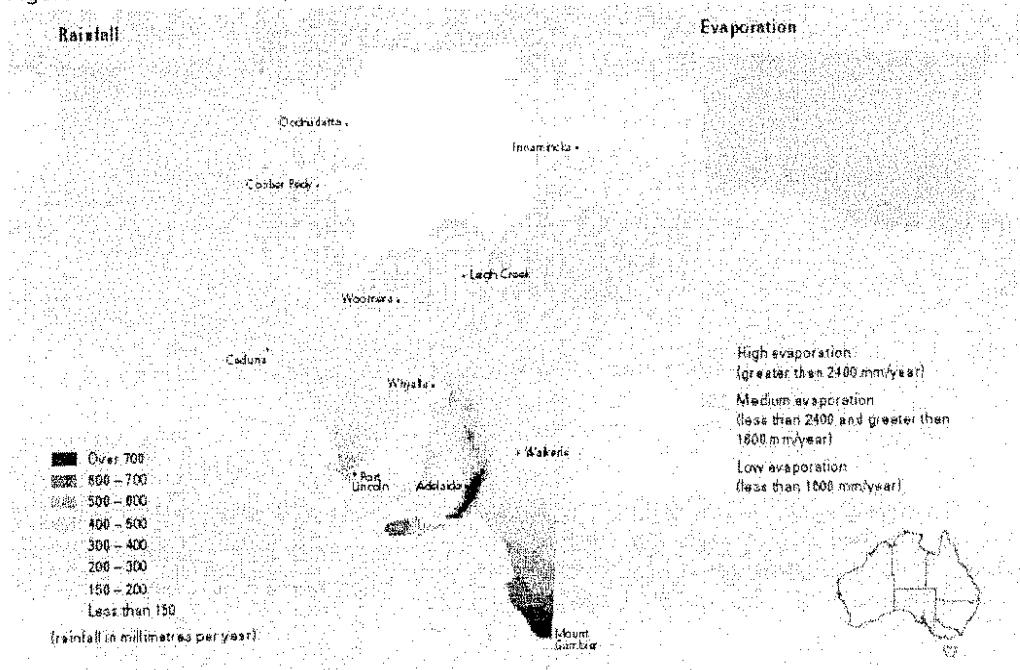 Rainfall
Evaporation
Oodnadatta
Innamincka
Coober Pedy
Leigh Creek
Woomera
Ceduna
Whyalla
High evaporation
(greater than 2400 mm/year)
Medium evaporation
(less than 2400 and greater than
1800 mm/year)
Low evaporation
(less than 1800 mm/year)
Waikerie
Port
Lincoln
Adelaide
Over 700
600 – 700
500 – 600
400 – 500
300 – 400
200 – 300
150 – 200
Less than 150
(rainfall in millimetres per year)
Mount
Gambier